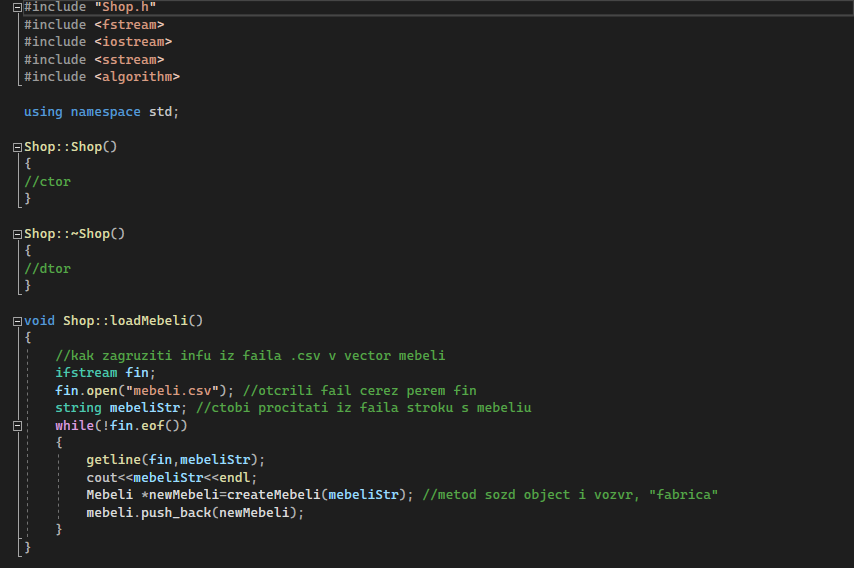 #include "Shop.h"
#include <fstream>
#include <iostream>
#include <sstream>
#include <algorithm>
using namespace std;
Shop::Shop()
{
//ctor
}
Shop::~Shop()
{
//dtor
}
void Shop::loadMebeli()
{
//kak zagruziti infu iz faila .csv v vector mebeli
ifstream fin;
fin.open("mebeli.csv"); //otcrili fail cerez perem fin
string mebeliStr; //ctobi procitati iz faila stroku s mebeliu
while(!fin.eof())
{
getline(fin,mebeliStr);
cout<<mebeliStr<<endl;
Mebeli *newMebeli=createMebeli(mebeliStr); //metod sozd object i vozvr, "fabrica"
mebeli.push_back(newMebeli);
}
}